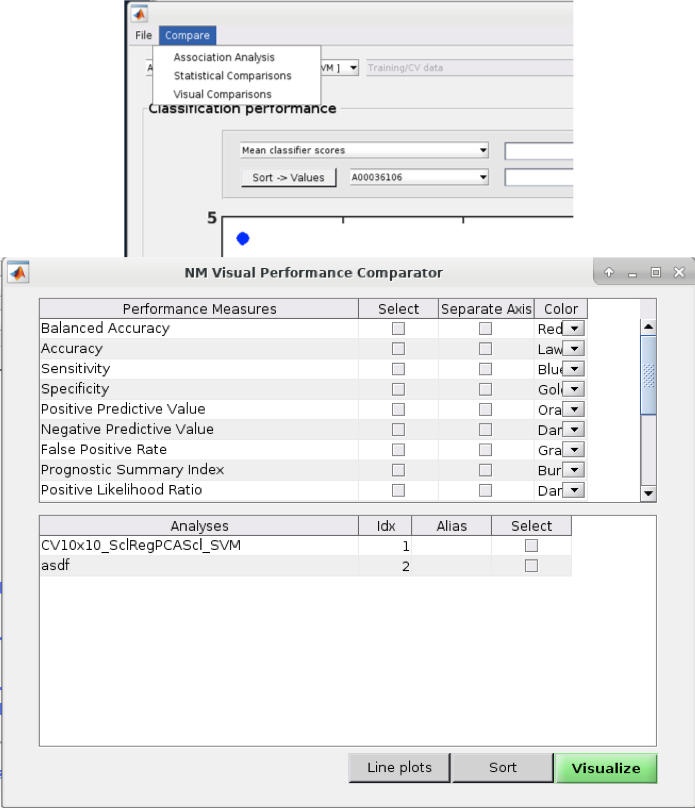 File Compare
Association Analysis
A VM ] Training/CV data
Statistical Comparisons
Visual Comparisons
Classification performance
Mean classifier scores
Sort -> Values A00036106
5
NM Visual Performance Comparator
Performance Measures Select Separate Axis Color
Balanced Accuracy Red
Accuracy Law
Sensitivity Blue
Specificity Gol
Positive Predictive Value Ora
Negative Predictive Value Dar
False Positive Rate Gra
Prognostic Summary Index Bur
Positive Likelihood Ratio Dar
Analyses Idx Alias Select
CV10x10_SclRegPCAScl_SVM 1
asdf 2
Line plots Sort Visualize